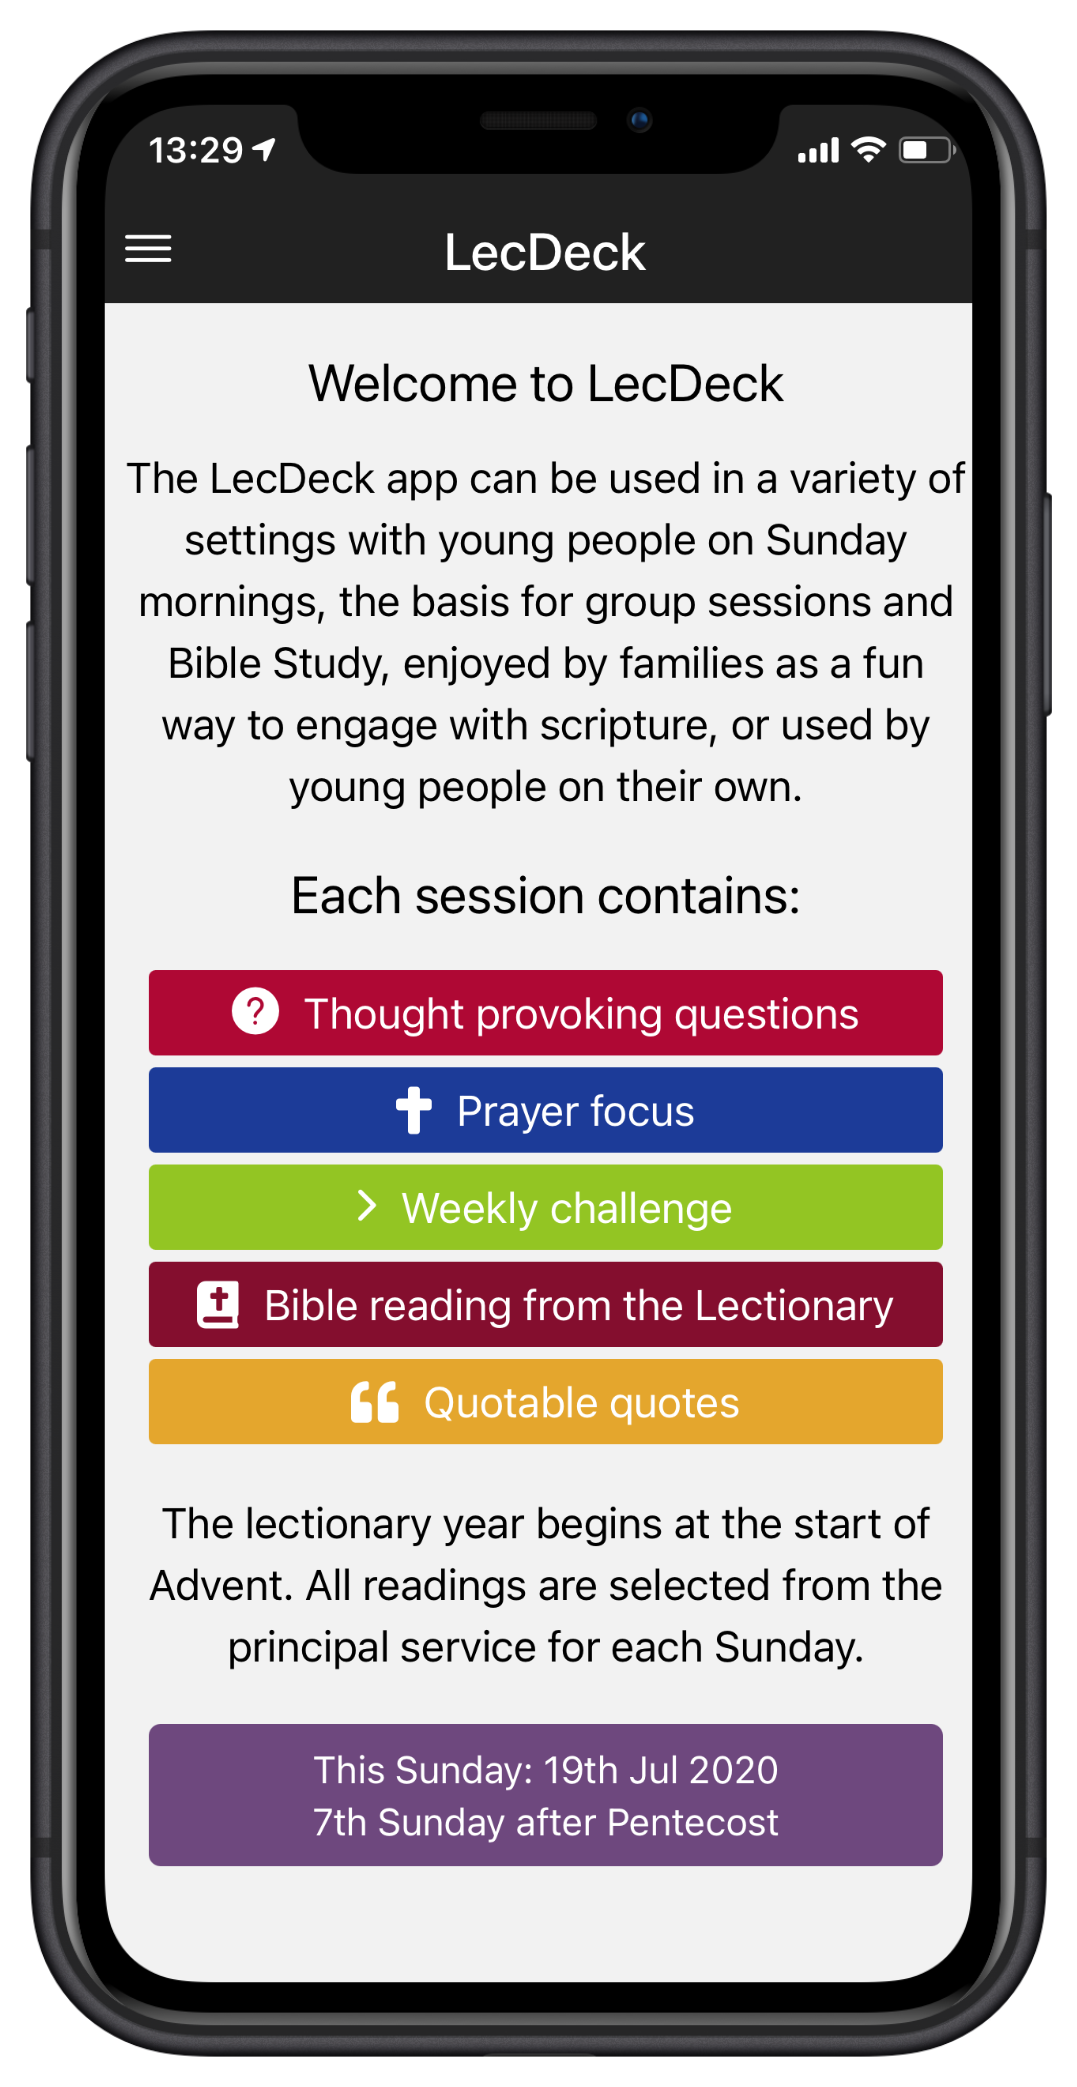 13:29
LecDeck
Welcome to LecDeck
The LecDeck app can be used in a variety of
settings with young people on Sunday
mornings, the basis for group sessions and
Bible Study, enjoyed by families as a fun
way to engage with scripture, or used by
young people on their own.
Each session contains:
? Thought provoking questions
Prayer focus
Weekly challenge
Bible reading from the Lectionary
Quotable quotes
The lectionary year begins at the start of
Advent. All readings are selected from the
principal service for each Sunday.
This Sunday: 19th Jul 2020
7th Sunday after Pentecost